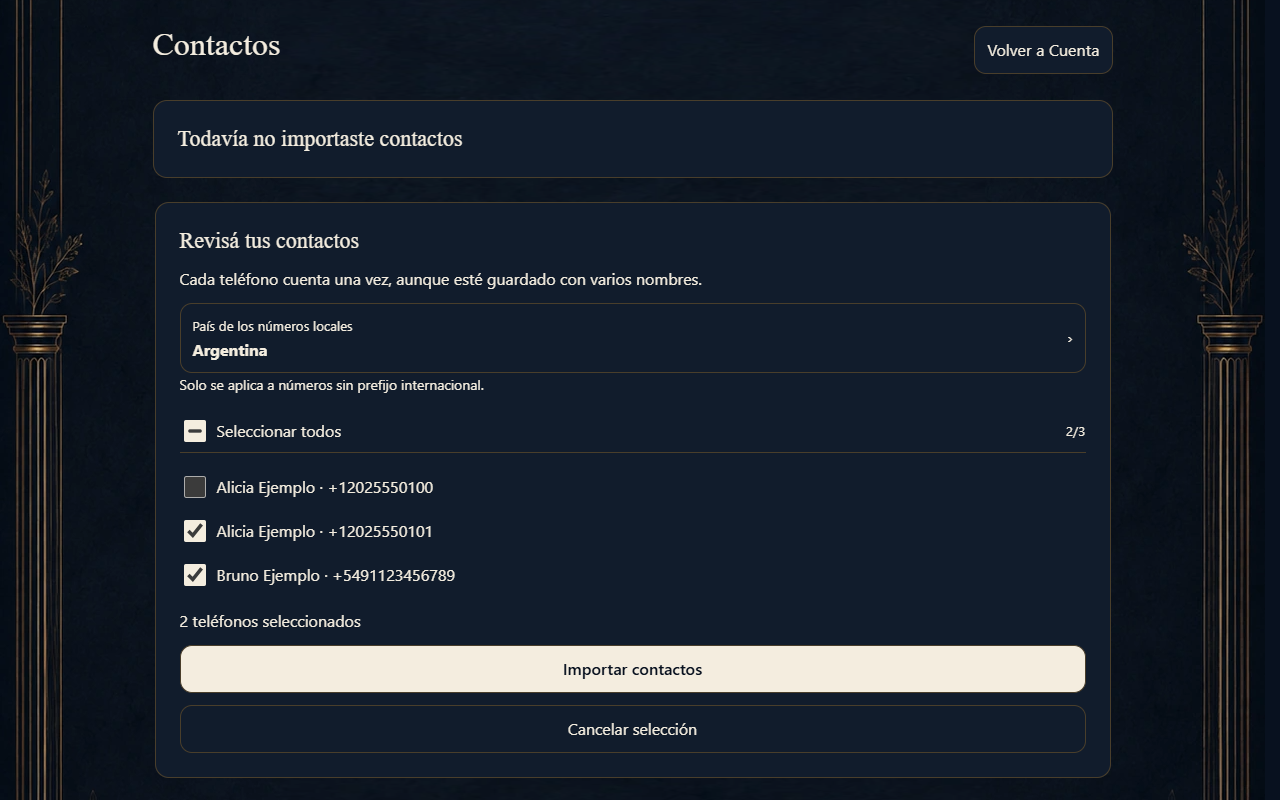 Contactos
Volver a Cuenta
Todavía no importaste contactos
Revisá tus contactos
Cada teléfono cuenta una vez, aunque esté guardado con varios nombres.
País de los números locales
Argentina
Solo se aplica a números sin prefijo internacional.
Seleccionar todos
2/3
Alicia Ejemplo · +12025550100
Alicia Ejemplo · +12025550101
Bruno Ejemplo · +5491123456789
2 teléfonos seleccionados
Importar contactos
Cancelar selección